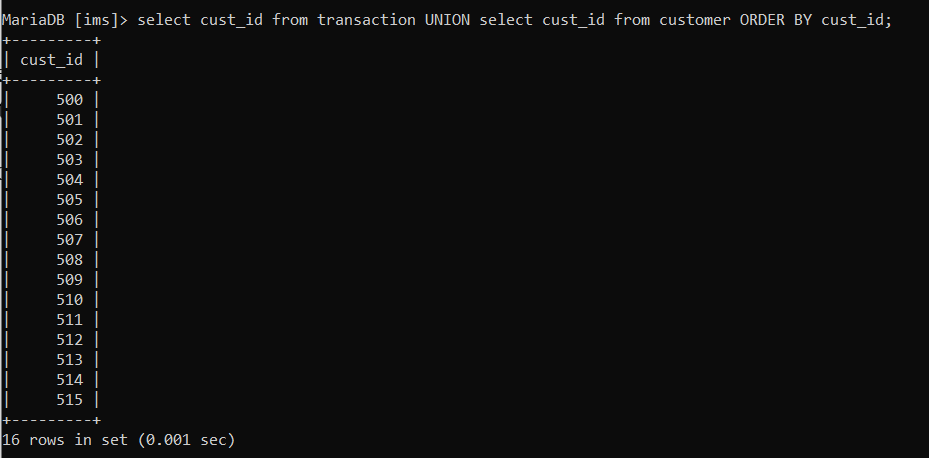 MariaDB [ims]> select cust_id from transaction UNION select cust_id from customer ORDER BY cust_id;
+---------+
| cust_id |
+---------+
|     500 |
|     501 |
|     502 |
|     503 |
|     504 |
|     505 |
|     506 |
|     507 |
|     508 |
|     509 |
|     510 |
|     511 |
|     512 |
|     513 |
|     514 |
|     515 |
+---------+
16 rows in set (0.001 sec)